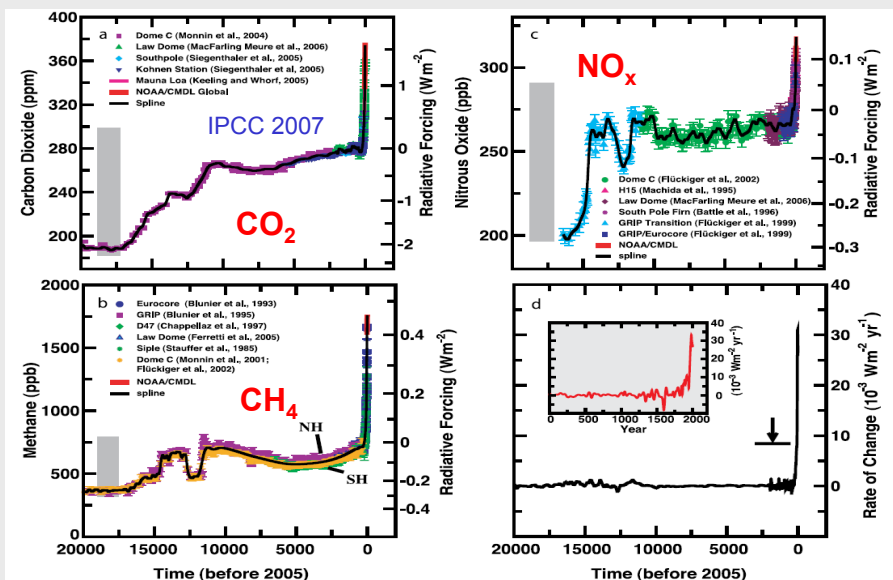 a
Dome C (Monnin et al., 2004)
Law Dome (MacFarling Meure et al., 2006)
Southpole (Siegenthaler et al., 2005)
Kohnen Station (Siegenthaler et al., 2005)
Mauna Loa (Keeling and Whorf, 2005)
NOAA/CMDL Global
Spline
IPCC 2007
CO2
Carbon Dioxide (ppm)
400
360
320
280
240
200
1
0
-1
-2
Radiative Forcing (Wm-2)
c
NOx
Nitrous Oxide (ppb)
300
260
200
Dome C (Flückiger et al., 2002)
H15 (Machida et al., 1995)
Law Dome (MacFarling Meure et al., 2006)
South Pole Firn (Battle et al., 1996)
GRIP Transition (Flückiger et al., 1999)
GRIP/Eurocore (Flückiger et al., 1999)
NOAA/CMDL
spline
0.15
0.1
0
-0.1
-0.2
-0.3
Radiative Forcing (Wm-2)
b
Eurocore (Blunier et al., 1993)
GRIP (Blunier et al., 1995)
D47 (Chappellaz et al., 1997)
Law Dome (Ferretti et al., 2005)
Siple (Stauffer et al., 1985)
Dome C (Monnin et al., 2001;
Flückiger et al., 2002)
NOAA/CMDL
spline
CH4
NH
SH
Methane (ppb)
2000
1750
1500
1000
750
500
250
0
0.4
0.2
0
-0.2
-0.4
Radiative Forcing (Wm-2)
20000 15000 10000 5000 0
Time (before 2005)
d
40
30
20
10
0
(10-3 Wm-2 yr-1)
0 500 1000 1500 2000
Year
40
30
20
10
0
Rate of Change (10-3 Wm-2 yr-1)
20000 15000 10000 5000 0
Time (before 2005)